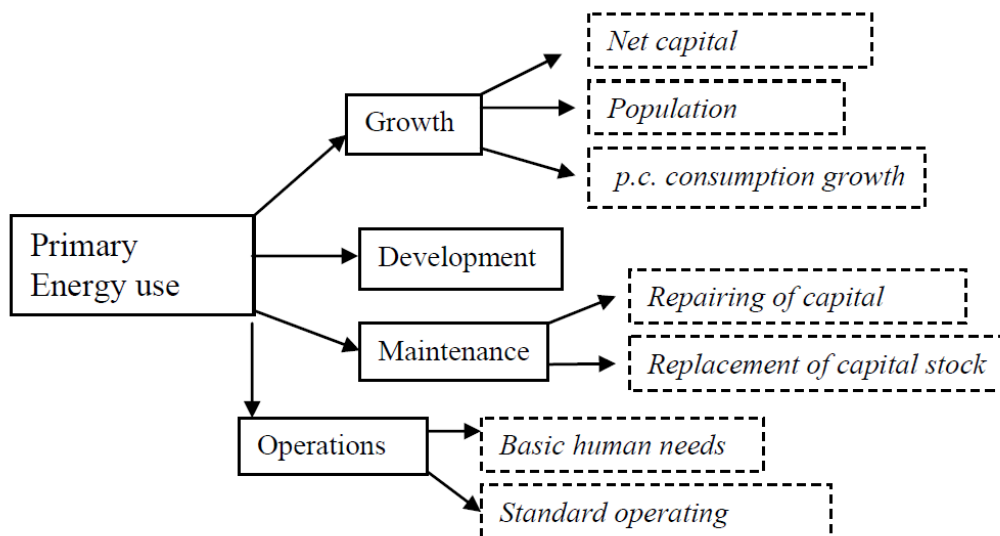 Net capital
Population
Growth
p.c. consumption growth
Primary
Energy use
Development
Repairing of capital
Maintenance
Replacement of capital stock
Operations
Basic human needs
Standard operating